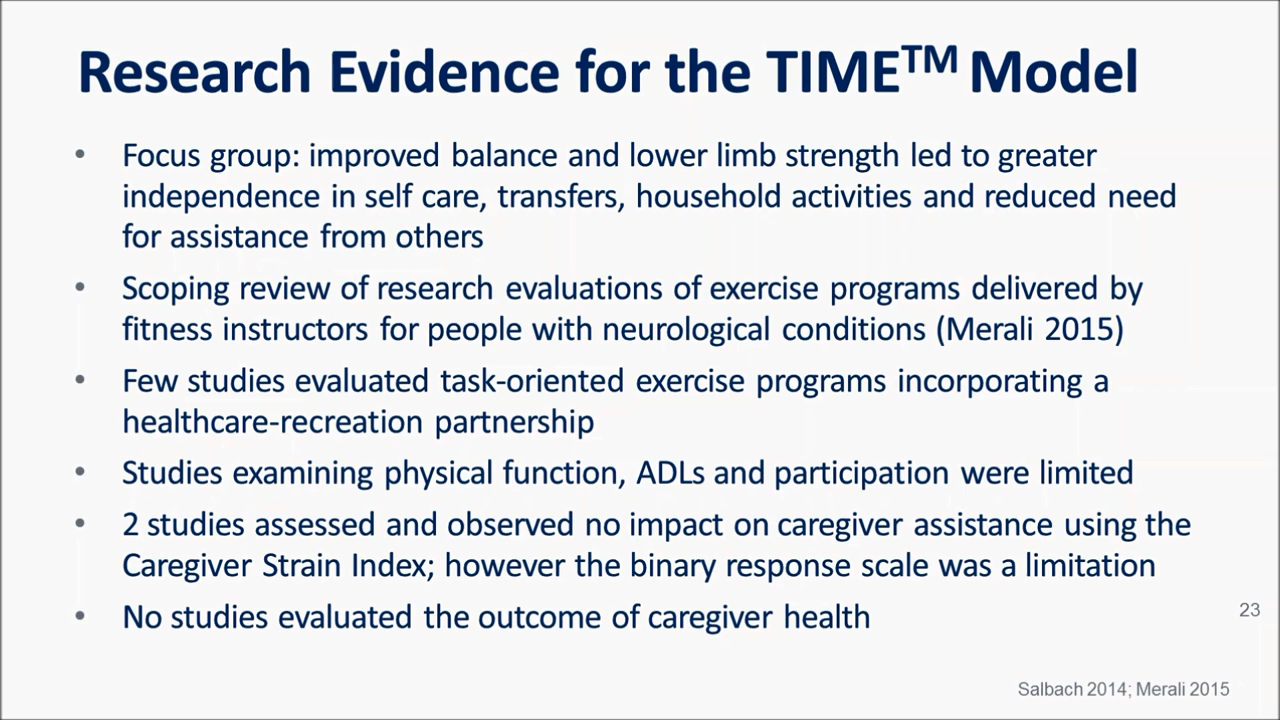 Research Evidence for the TIME™ Model
• Focus group: improved balance and lower limb strength led to greater
independence in self care, transfers, household activities and reduced need
for assistance from others
• Scoping review of research evaluations of exercise programs delivered by
fitness instructors for people with neurological conditions (Merali 2015)
• Few studies evaluated task-oriented exercise programs incorporating a
healthcare-recreation partnership
• Studies examining physical function, ADLs and participation were limited
• 2 studies assessed and observed no impact on caregiver assistance using the
Caregiver Strain Index; however the binary response scale was a limitation
• No studies evaluated the outcome of caregiver health
23
Salbach 2014; Merali 2015